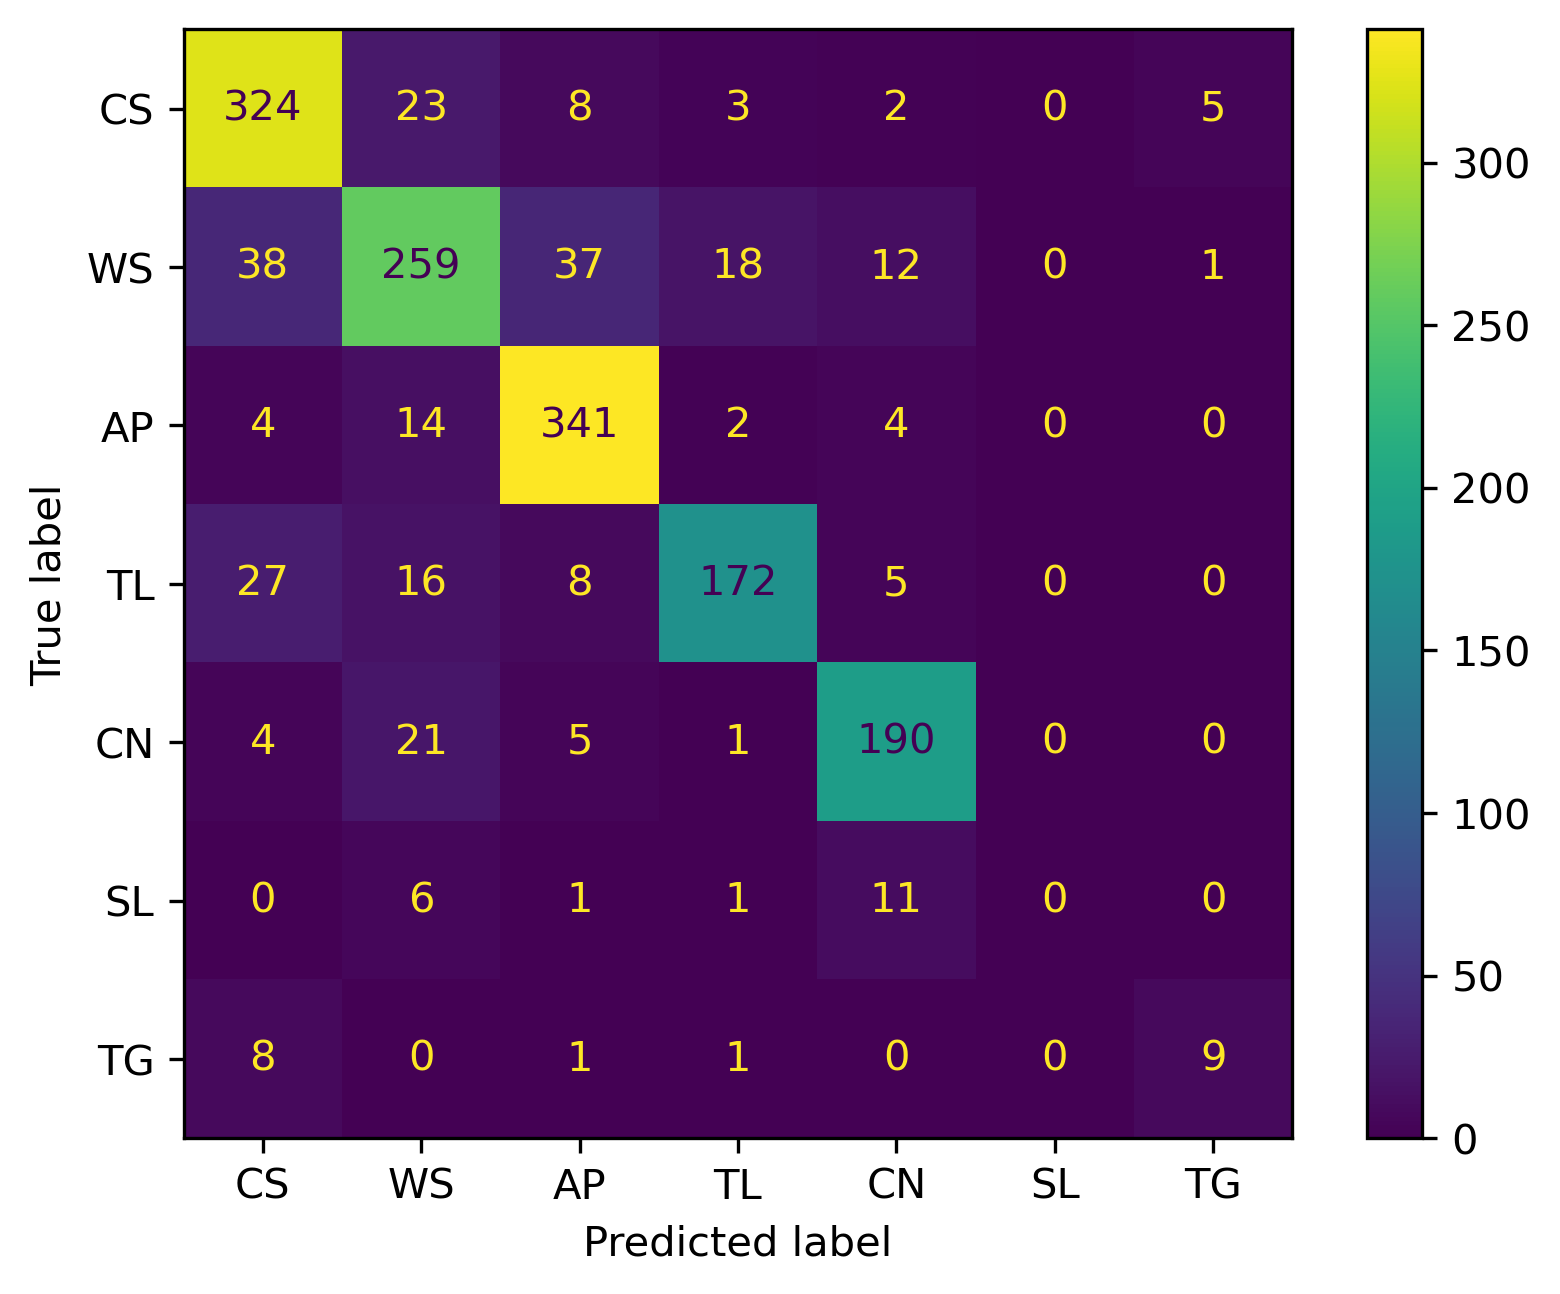 CS 324 23 8 3 2 0 5
WS 38 259 37 18 12 0 1
AP 4 14 341 2 4 0 0
TL 27 16 8 172 5 0 0
CN 4 21 5 1 190 0 0
SL 0 6 1 1 11 0 0
TG 8 0 1 1 0 0 9
CS WS AP TL CN SL TG
Predicted label
True label
300
250
200
150
100
50
0